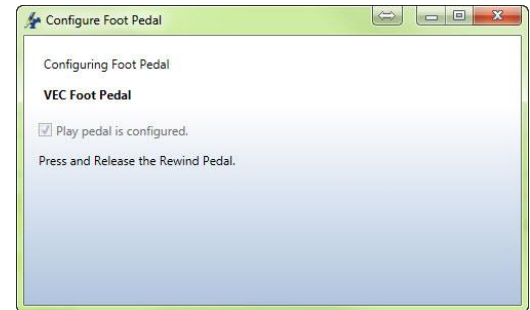 Configure Foot Pedal
Configuring Foot Pedal
VEC Foot Pedal
Play pedal is configured.
Press and Release the Rewind Pedal.